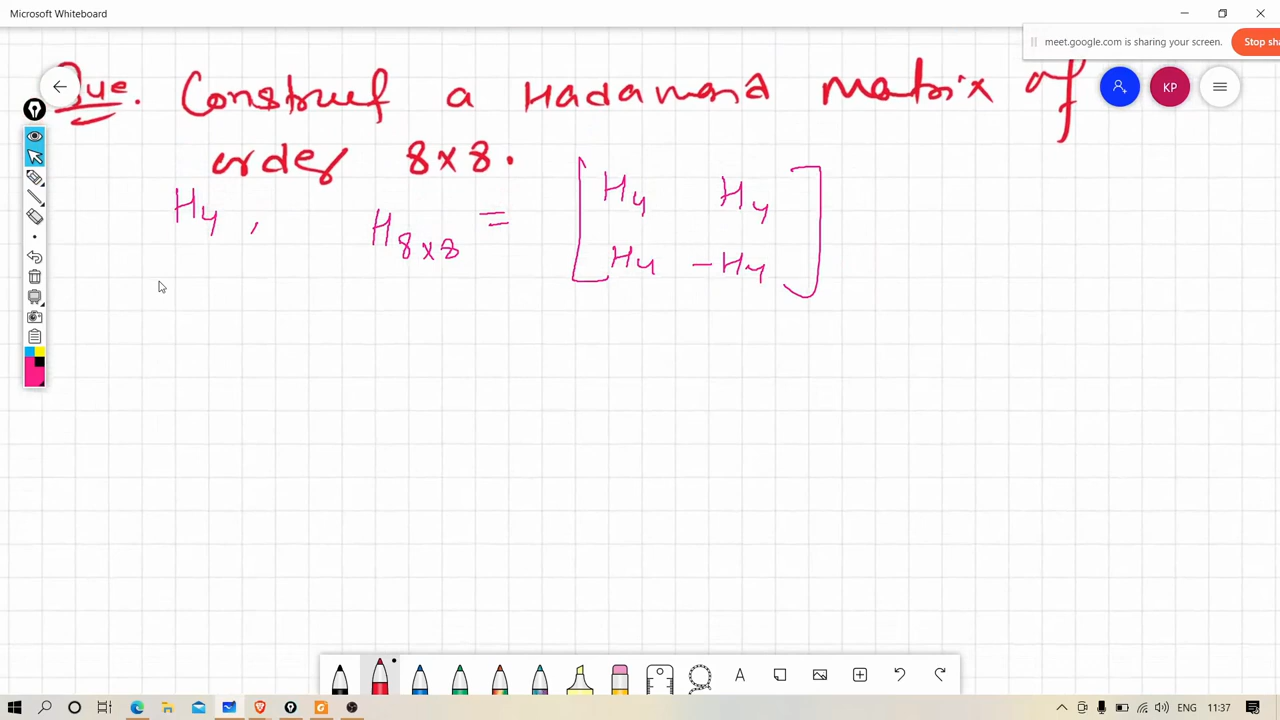 Microsoft Whiteboard
meet.google.com is sharing your screen.
Stop sha
Que. Construct a Hadamard matrix of
KP
order 8×8.
H4, H8×8 = [ H4 H4
H4 -H4 ]
A
ENG
11:37